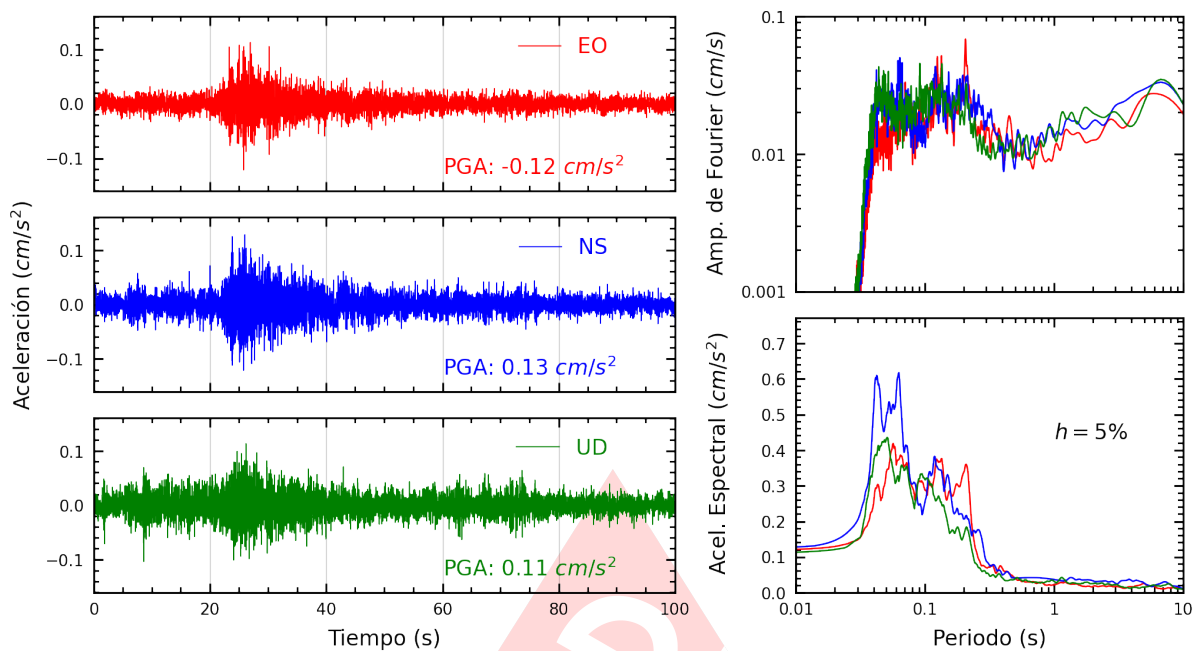 Aceleración (cm/s²)
0.1
0.0
−0.1
EO
PGA: -0.12 cm/s²
0.1
0.0
−0.1
NS
PGA: 0.13 cm/s²
0.1
0.0
−0.1
UD
PGA: 0.11 cm/s²
0 20 40 60 80 100
Tiempo (s)
Amp. de Fourier (cm/s)
0.1
0.01
0.001
Acel. Espectral (cm/s²)
0.7
0.6
0.5
0.4
0.3
0.2
0.1
0.0
h = 5%
0.01 0.1 1 10
Periodo (s)